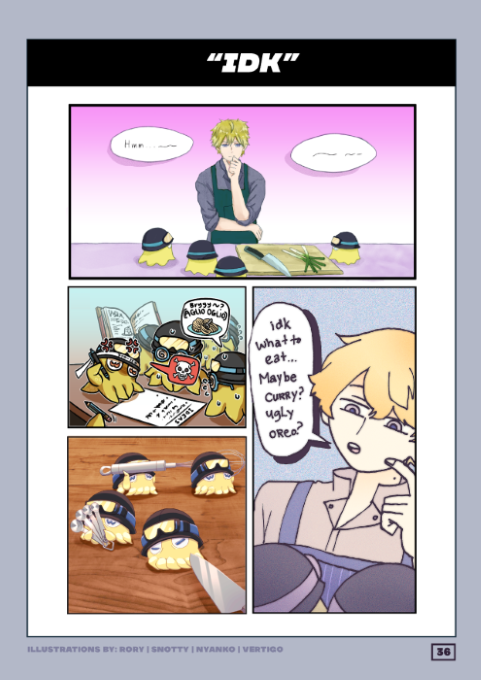 "IDK"
Hmm...
Bryyy~?
(AGLIO OGLIO)
Idk
what to
eat...
Maybe
CURRY?
ugly
oreo?
ILLUSTRATIONS BY: RORY | SNOTTY | NYANKO | VERTIGO
36